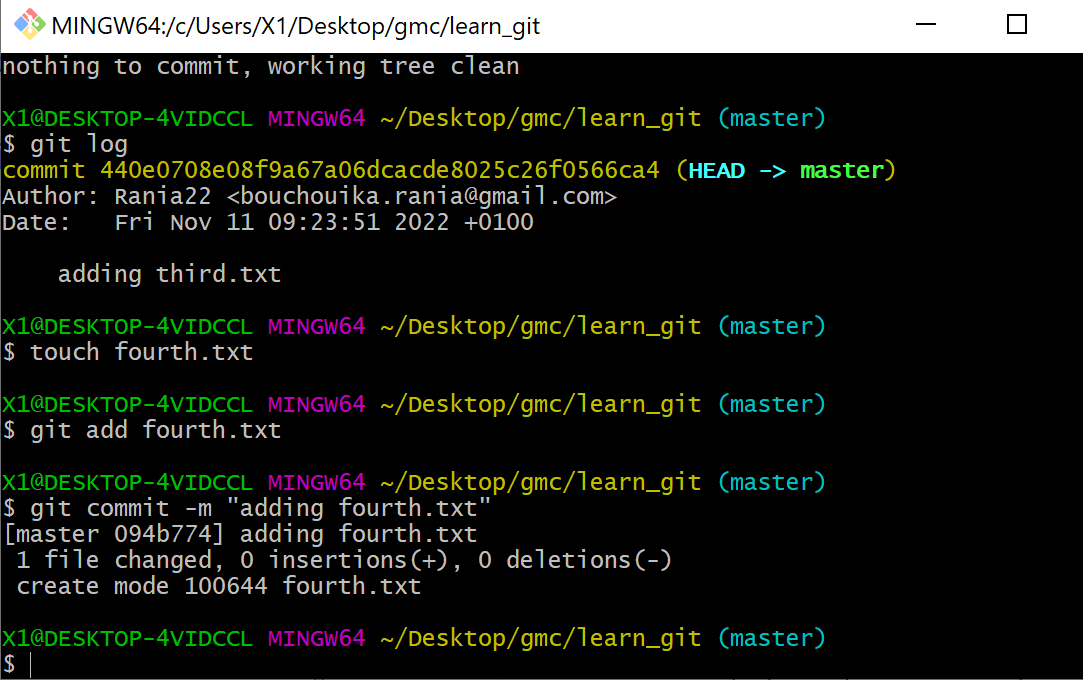 MINGW64:/c/Users/X1/Desktop/gmc/learn_git
nothing to commit, working tree clean
X1@DESKTOP-4VIDCCL MINGW64 ~/Desktop/gmc/learn_git (master)
$ git log
commit 440e0708e08f9a67a06dcacde8025c26f0566ca4 (HEAD -> master)
Author: Rania22 <bouchouika.rania@gmail.com>
Date:   Fri Nov 11 09:23:51 2022 +0100
    adding third.txt
X1@DESKTOP-4VIDCCL MINGW64 ~/Desktop/gmc/learn_git (master)
$ touch fourth.txt
X1@DESKTOP-4VIDCCL MINGW64 ~/Desktop/gmc/learn_git (master)
$ git add fourth.txt
X1@DESKTOP-4VIDCCL MINGW64 ~/Desktop/gmc/learn_git (master)
$ git commit -m "adding fourth.txt"
[master 094b774] adding fourth.txt
 1 file changed, 0 insertions(+), 0 deletions(-)
 create mode 100644 fourth.txt
X1@DESKTOP-4VIDCCL MINGW64 ~/Desktop/gmc/learn_git (master)
$